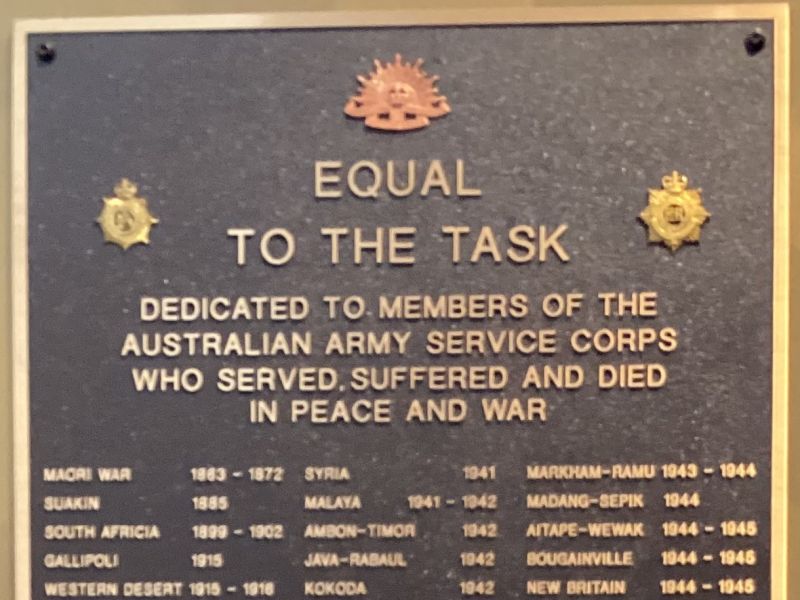 EQUAL
TO THE TASK
DEDICATED TO MEMBERS OF THE
AUSTRALIAN ARMY SERVICE CORPS
WHO SERVED, SUFFERED AND DIED
IN PEACE AND WAR
MAORI WAR 1863 - 1872 SYRIA 1941 MARKHAM-RAMU 1943 - 1944
SUAKIN 1885 MALAYA 1941 - 1942 MADANG-SEPIK 1944
SOUTH AFRICIA 1899 - 1902 AMBON-TIMOR 1942 AITAPE-WEWAK 1944 - 1945
GALLIPOLI 1915 JAVA-RABAUL 1942 BOUGAINVILLE 1944 - 1945
WESTERN DESERT 1915 - 1916 KOKODA 1942 NEW BRITAIN 1944 - 1945